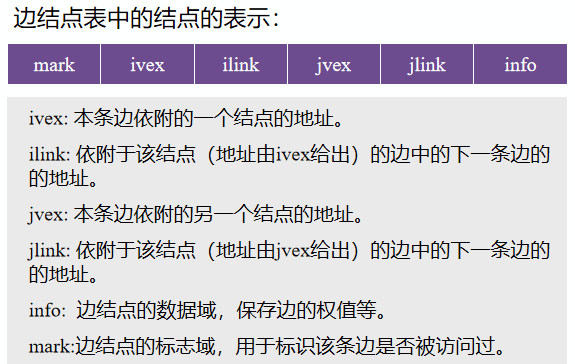 边结点表中的结点的表示：
mark ivex ilink jvex jlink info
ivex: 本条边依附的一个结点的地址。
ilink: 依附于该结点（地址由ivex给出）的边中的下一条边的
的地址。
jvex: 本条边依附的另一个结点的地址。
jlink: 依附于该结点（地址由jvex给出）的边中的下一条边的
的地址。
info: 边结点的数据域，保存边的权值等。
mark:边结点的标志域，用于标识该条边是否被访问过。